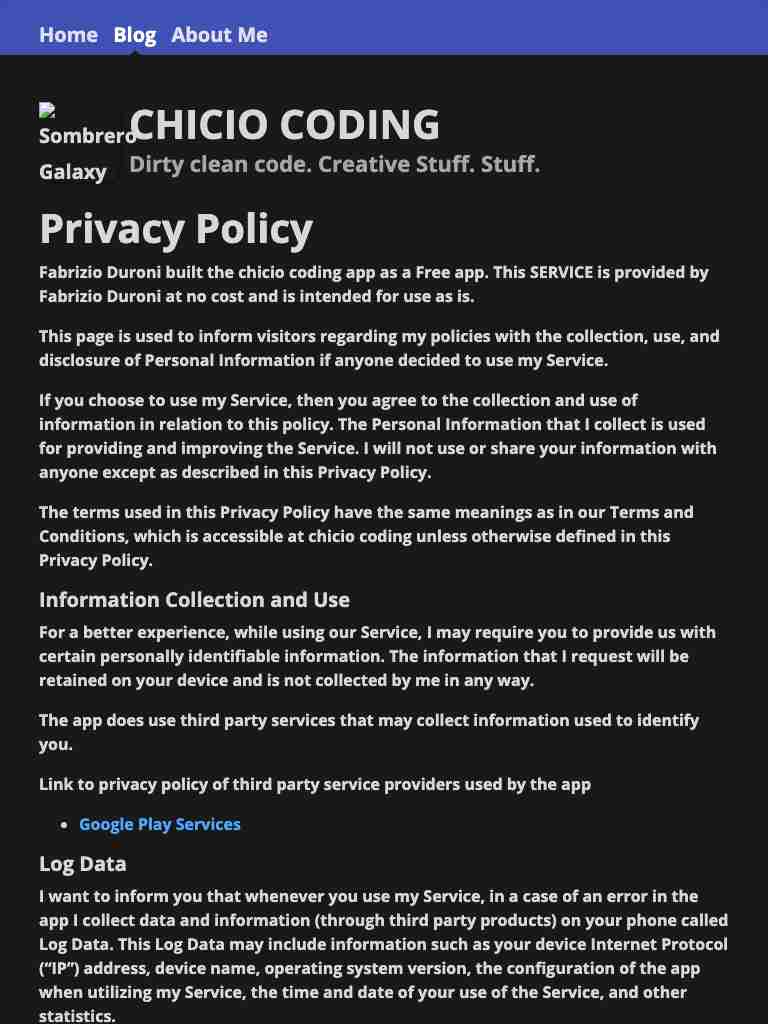 Home Blog About Me
Sombrero
Galaxy
CHICIO CODING
Dirty clean code. Creative Stuff. Stuff.
Privacy Policy
Fabrizio Duroni built the chicio coding app as a Free app. This SERVICE is provided by
Fabrizio Duroni at no cost and is intended for use as is.
This page is used to inform visitors regarding my policies with the collection, use, and
disclosure of Personal Information if anyone decided to use my Service.
If you choose to use my Service, then you agree to the collection and use of
information in relation to this policy. The Personal Information that I collect is used
for providing and improving the Service. I will not use or share your information with
anyone except as described in this Privacy Policy.
The terms used in this Privacy Policy have the same meanings as in our Terms and
Conditions, which is accessible at chicio coding unless otherwise defined in this
Privacy Policy.
Information Collection and Use
For a better experience, while using our Service, I may require you to provide us with
certain personally identifiable information. The information that I request will be
retained on your device and is not collected by me in any way.
The app does use third party services that may collect information used to identify
you.
Link to privacy policy of third party service providers used by the app
• Google Play Services
Log Data
I want to inform you that whenever you use my Service, in a case of an error in the
app I collect data and information (through third party products) on your phone called
Log Data. This Log Data may include information such as your device Internet Protocol
(“IP”) address, device name, operating system version, the configuration of the app
when utilizing my Service, the time and date of your use of the Service, and other
statistics.